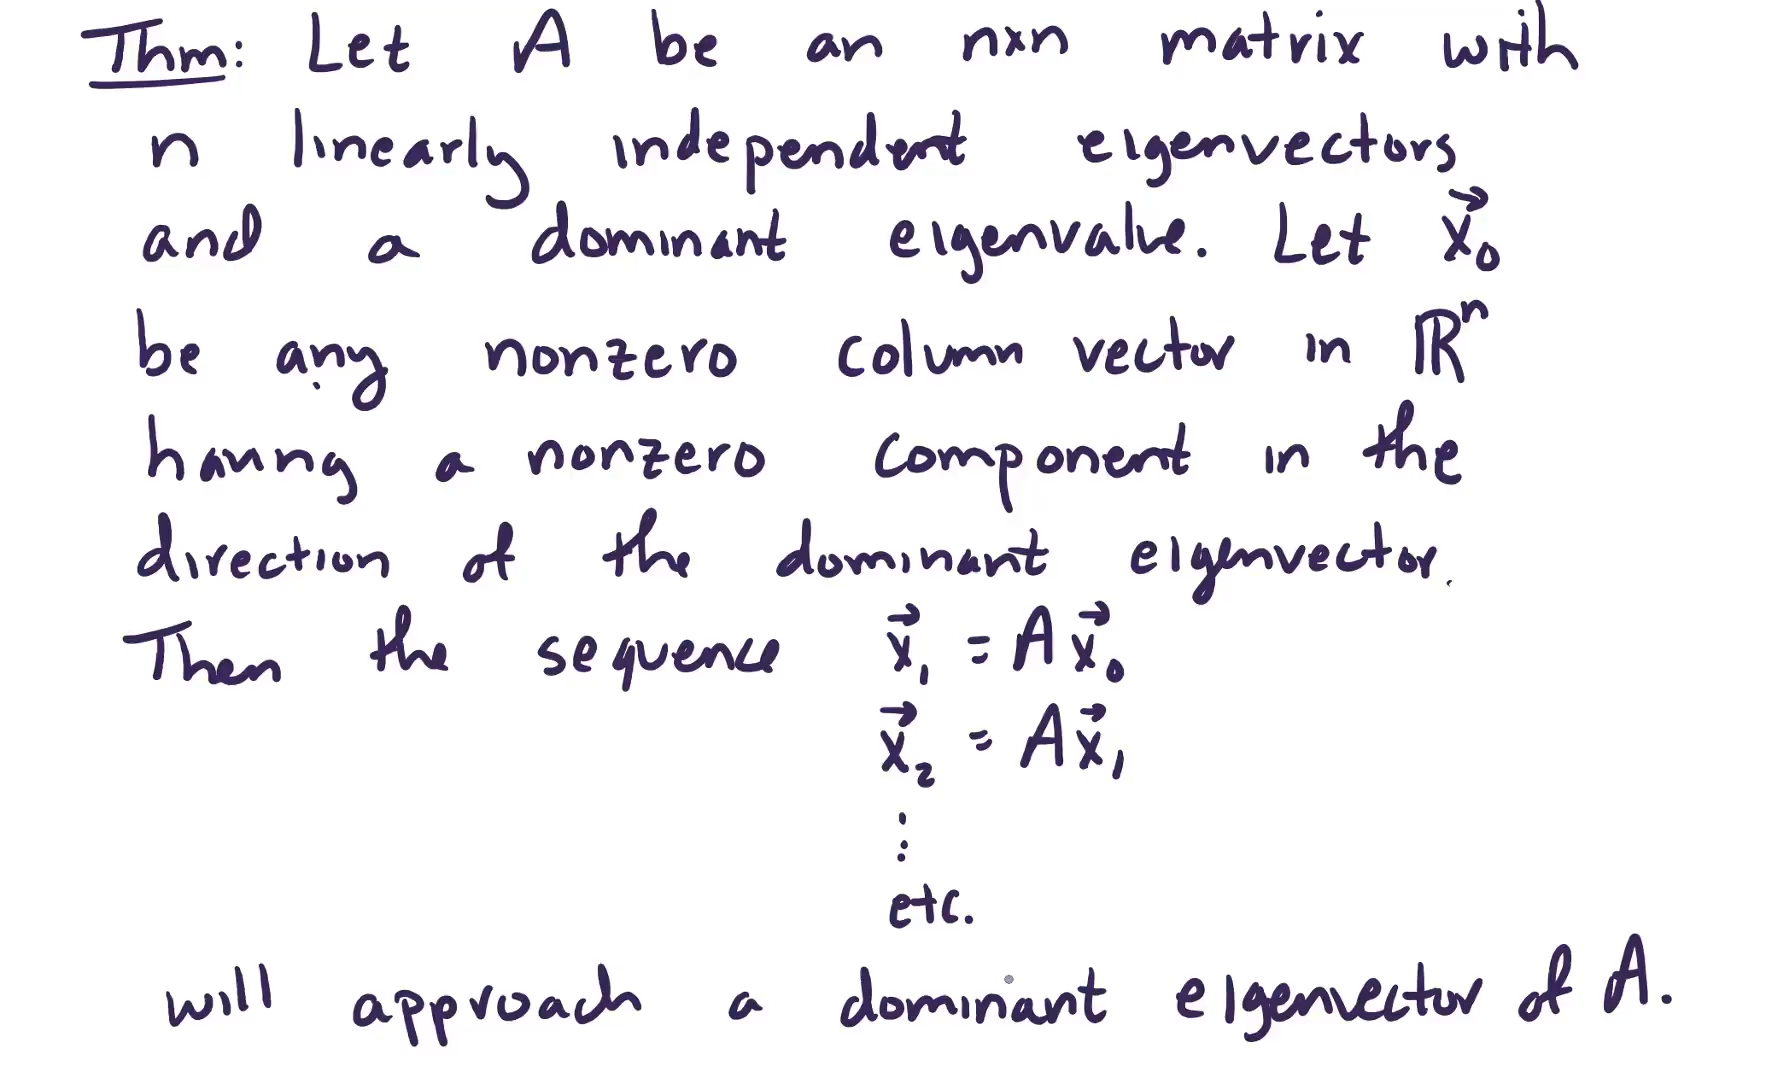 Thm: Let A be an nxn matrix with
n linearly independent eigenvectors
and a dominant eigenvalue. Let x⃗₀
be any nonzero column vector in ℝⁿ
having a nonzero component in the
direction of the dominant eigenvector.
Then the sequence x⃗₁ = Ax⃗₀
x⃗₂ = Ax⃗₁
⋮
etc.
will approach a dominant eigenvector of A.